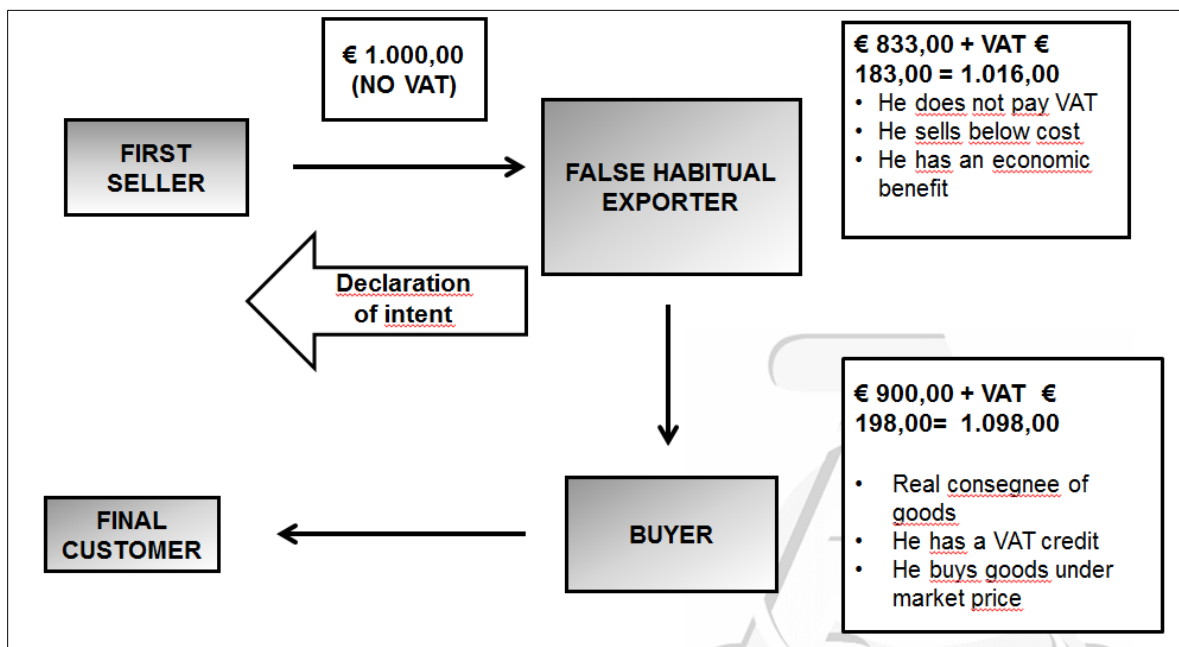 € 1.000,00
(NO VAT)
€ 833,00 + VAT €
183,00 = 1.016,00
• He does not pay VAT
• He sells below cost
• He has an economic
benefit
FIRST
SELLER
FALSE HABITUAL
EXPORTER
Declaration
of intent
€ 900,00 + VAT  €
198,00=  1.098,00
• Real consegnee of
goods
• He has a VAT credit
• He buys goods under
market price
FINAL
CUSTOMER
BUYER